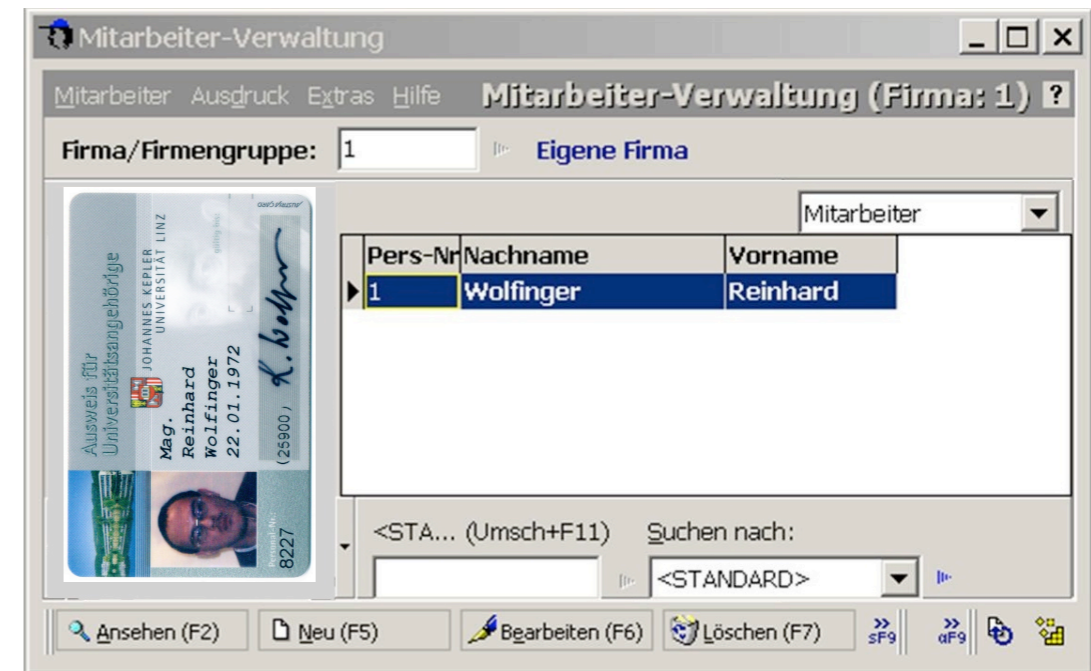 Mitarbeiter-Verwaltung
Mitarbeiter Ausdruck Extras Hilfe Mitarbeiter-Verwaltung (Firma: 1) ?
Firma/Firmengruppe: 1 Eigene Firma
Mitarbeiter
Pers-Nr Nachname Vorname
1 Wolfinger Reinhard
Ausweis für
Universitätsangehörige
JOHANNES KEPLER
UNIVERSITÄT LINZ
Mag.
Reinhard
Wolfinger
22.01.1972
(25900,
Personal-Nr.:
8227
<STA... (Umsch+F11) Suchen nach:
<STANDARD>
Ansehen (F2) Neu (F5) Bearbeiten (F6) Löschen (F7) sF9 aF9